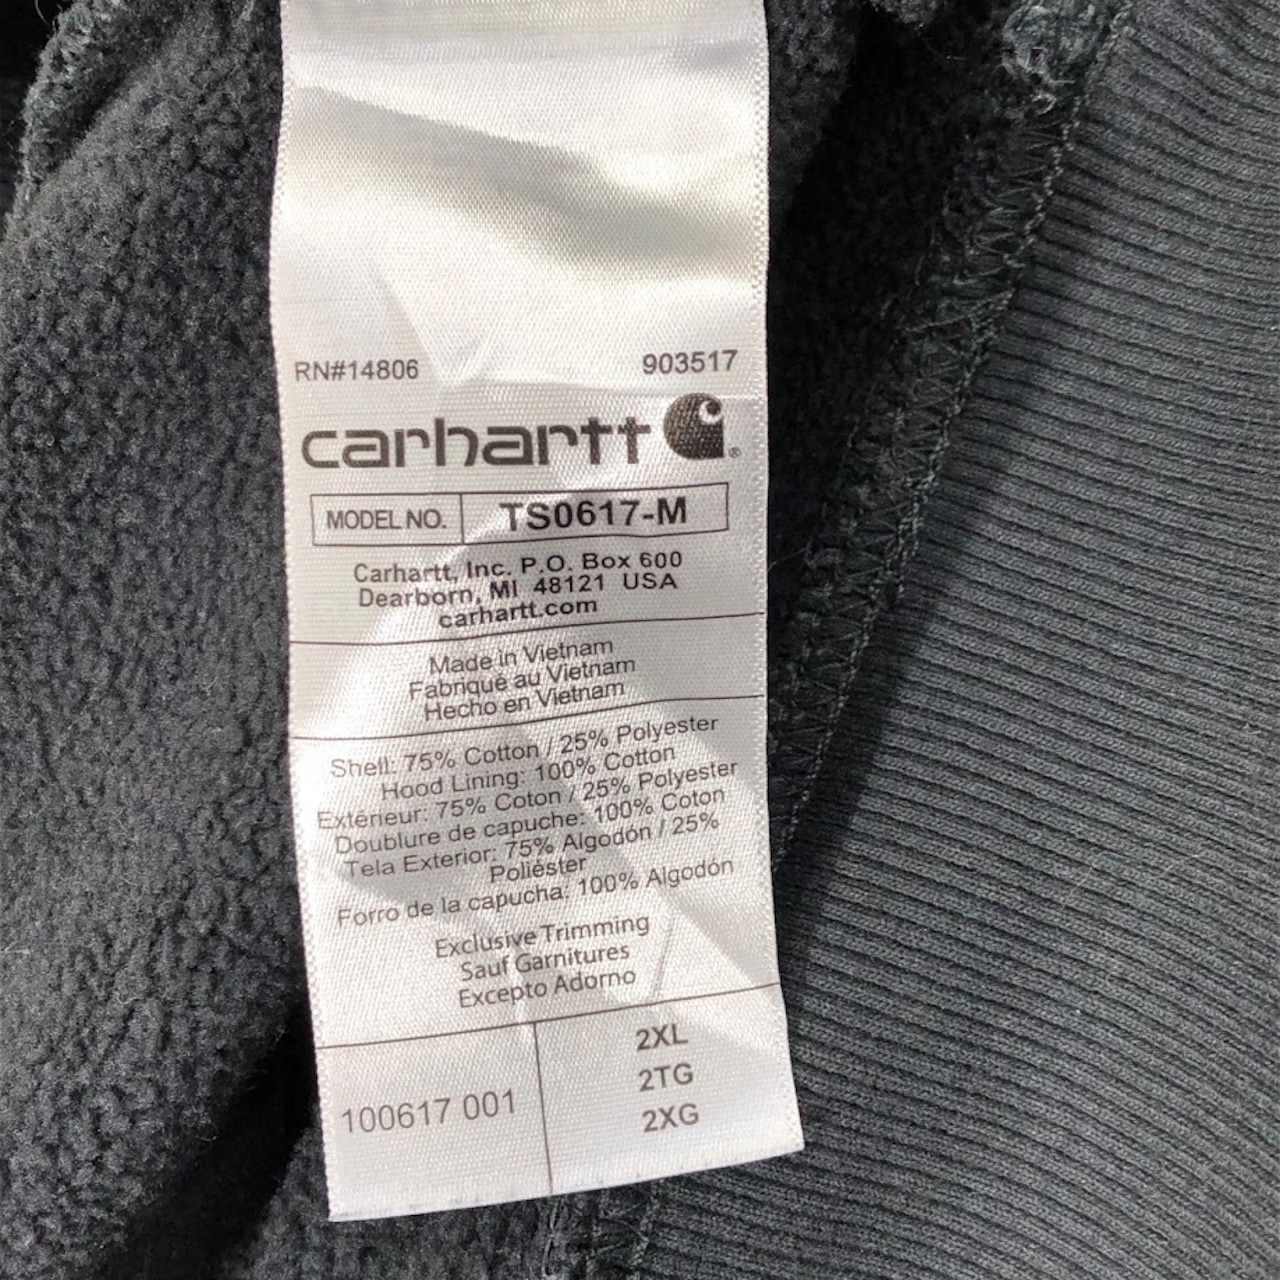 RN#14806 903517
carhartt ®
MODEL NO. TS0617-M
Carhartt, Inc. P.O. Box 600
Dearborn, MI 48121 USA
carhartt.com
Made in Vietnam
Fabriqué au Vietnam
Hecho en Vietnam
Shell: 75% Cotton / 25% Polyester
Hood Lining: 100% Cotton
Extérieur: 75% Coton / 25% Polyester
Doublure de capuche: 100% Coton
Tela Exterior: 75% Algodón / 25%
Poliéster
Forro de la capucha: 100% Algodón
Exclusive Trimming
Sauf Garnitures
Excepto Adorno
2XL
2TG
100617 001
2XG